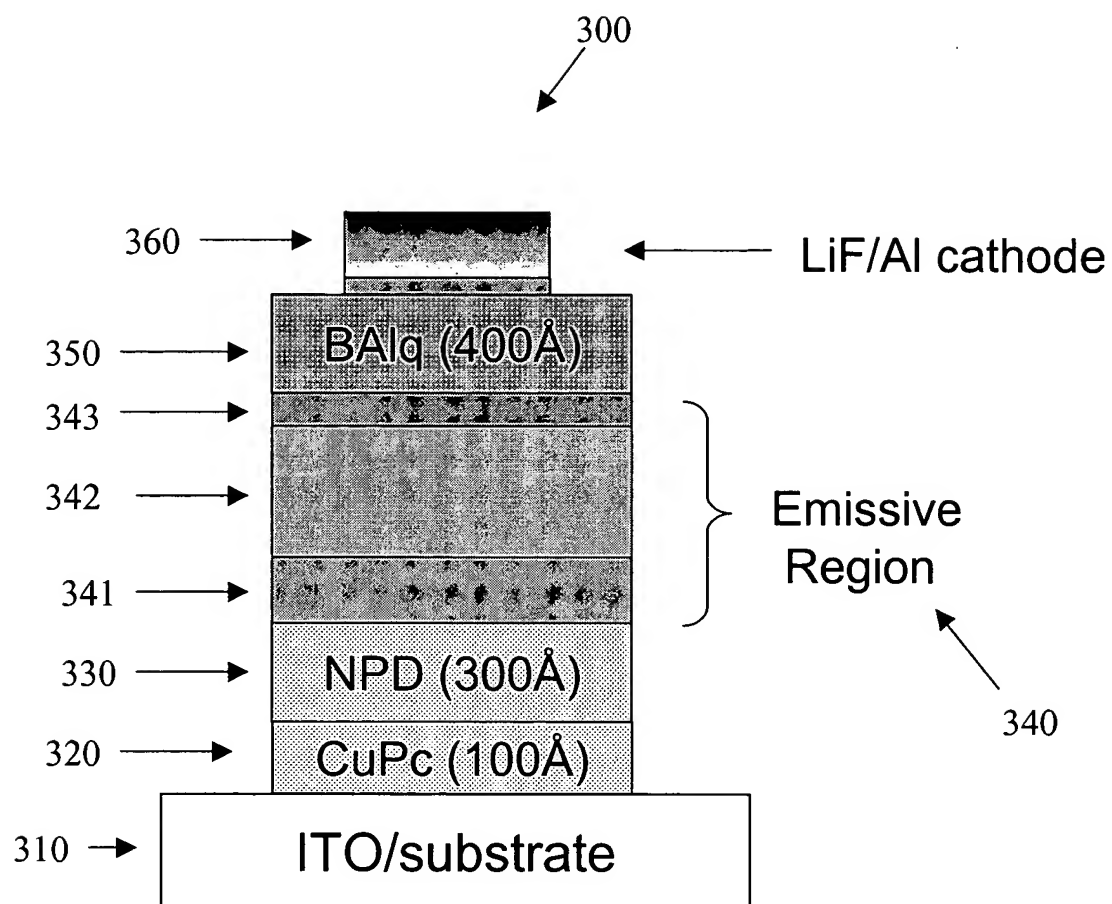 300
360
LiF/Al cathode
350
BAlq (400Å)
343
342
Emissive
Region
341
330
NPD (300Å)
340
320
CuPc (100Å)
310
ITO/substrate